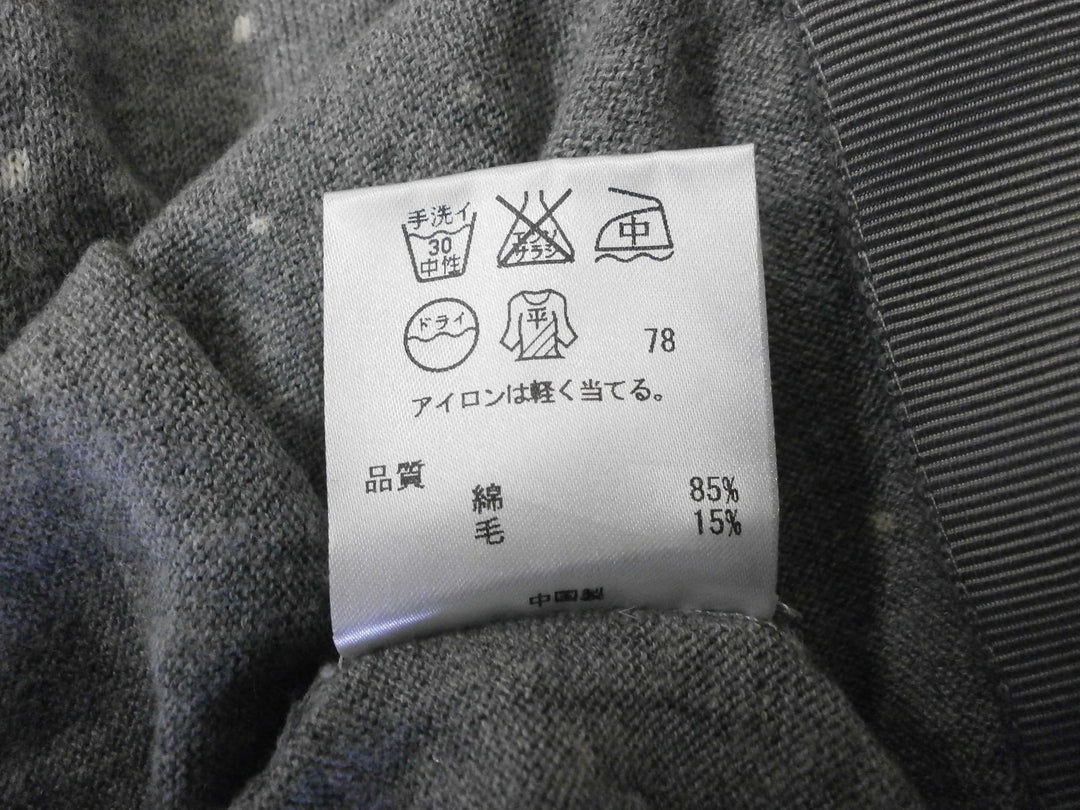 手洗イ
30
中性
エンソ
サラシ
中
ドライ
平
78
アイロンは軽く当てる。
品質
綿 85%
毛 15%
中国製